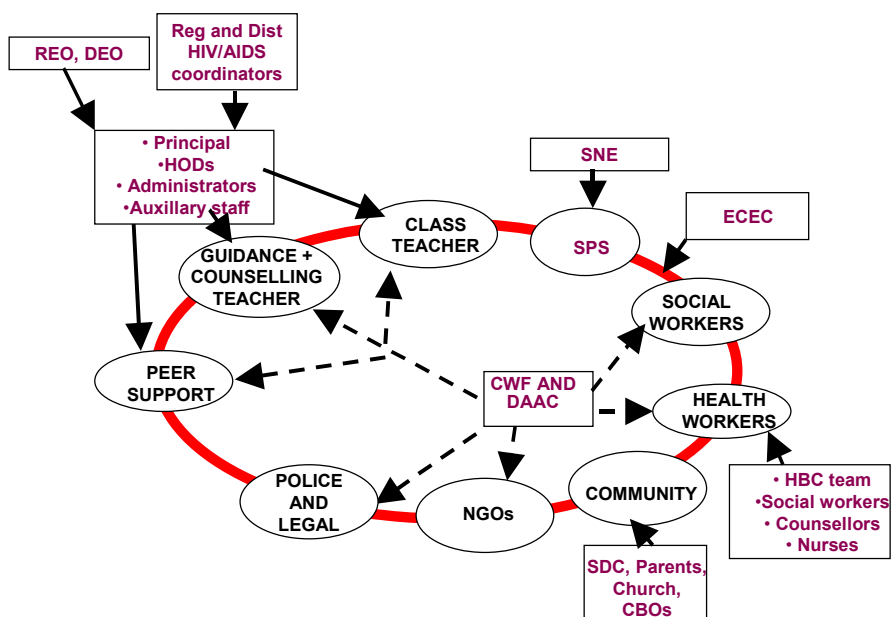 REO, DEO
Reg and Dist
HIV/AIDS
coordinators
• Principal
•HODs
• Administrators
•Auxillary staff
SNE
ECEC
CLASS
TEACHER
SPS
GUIDANCE +
COUNSELLING
TEACHER
SOCIAL
WORKERS
PEER
SUPPORT
CWF AND
DAAC
HEALTH
WORKERS
POLICE
AND
LEGAL
NGOs
COMMUNITY
• HBC team
•Social workers
• Counsellors
• Nurses
SDC, Parents,
Church,
CBOs